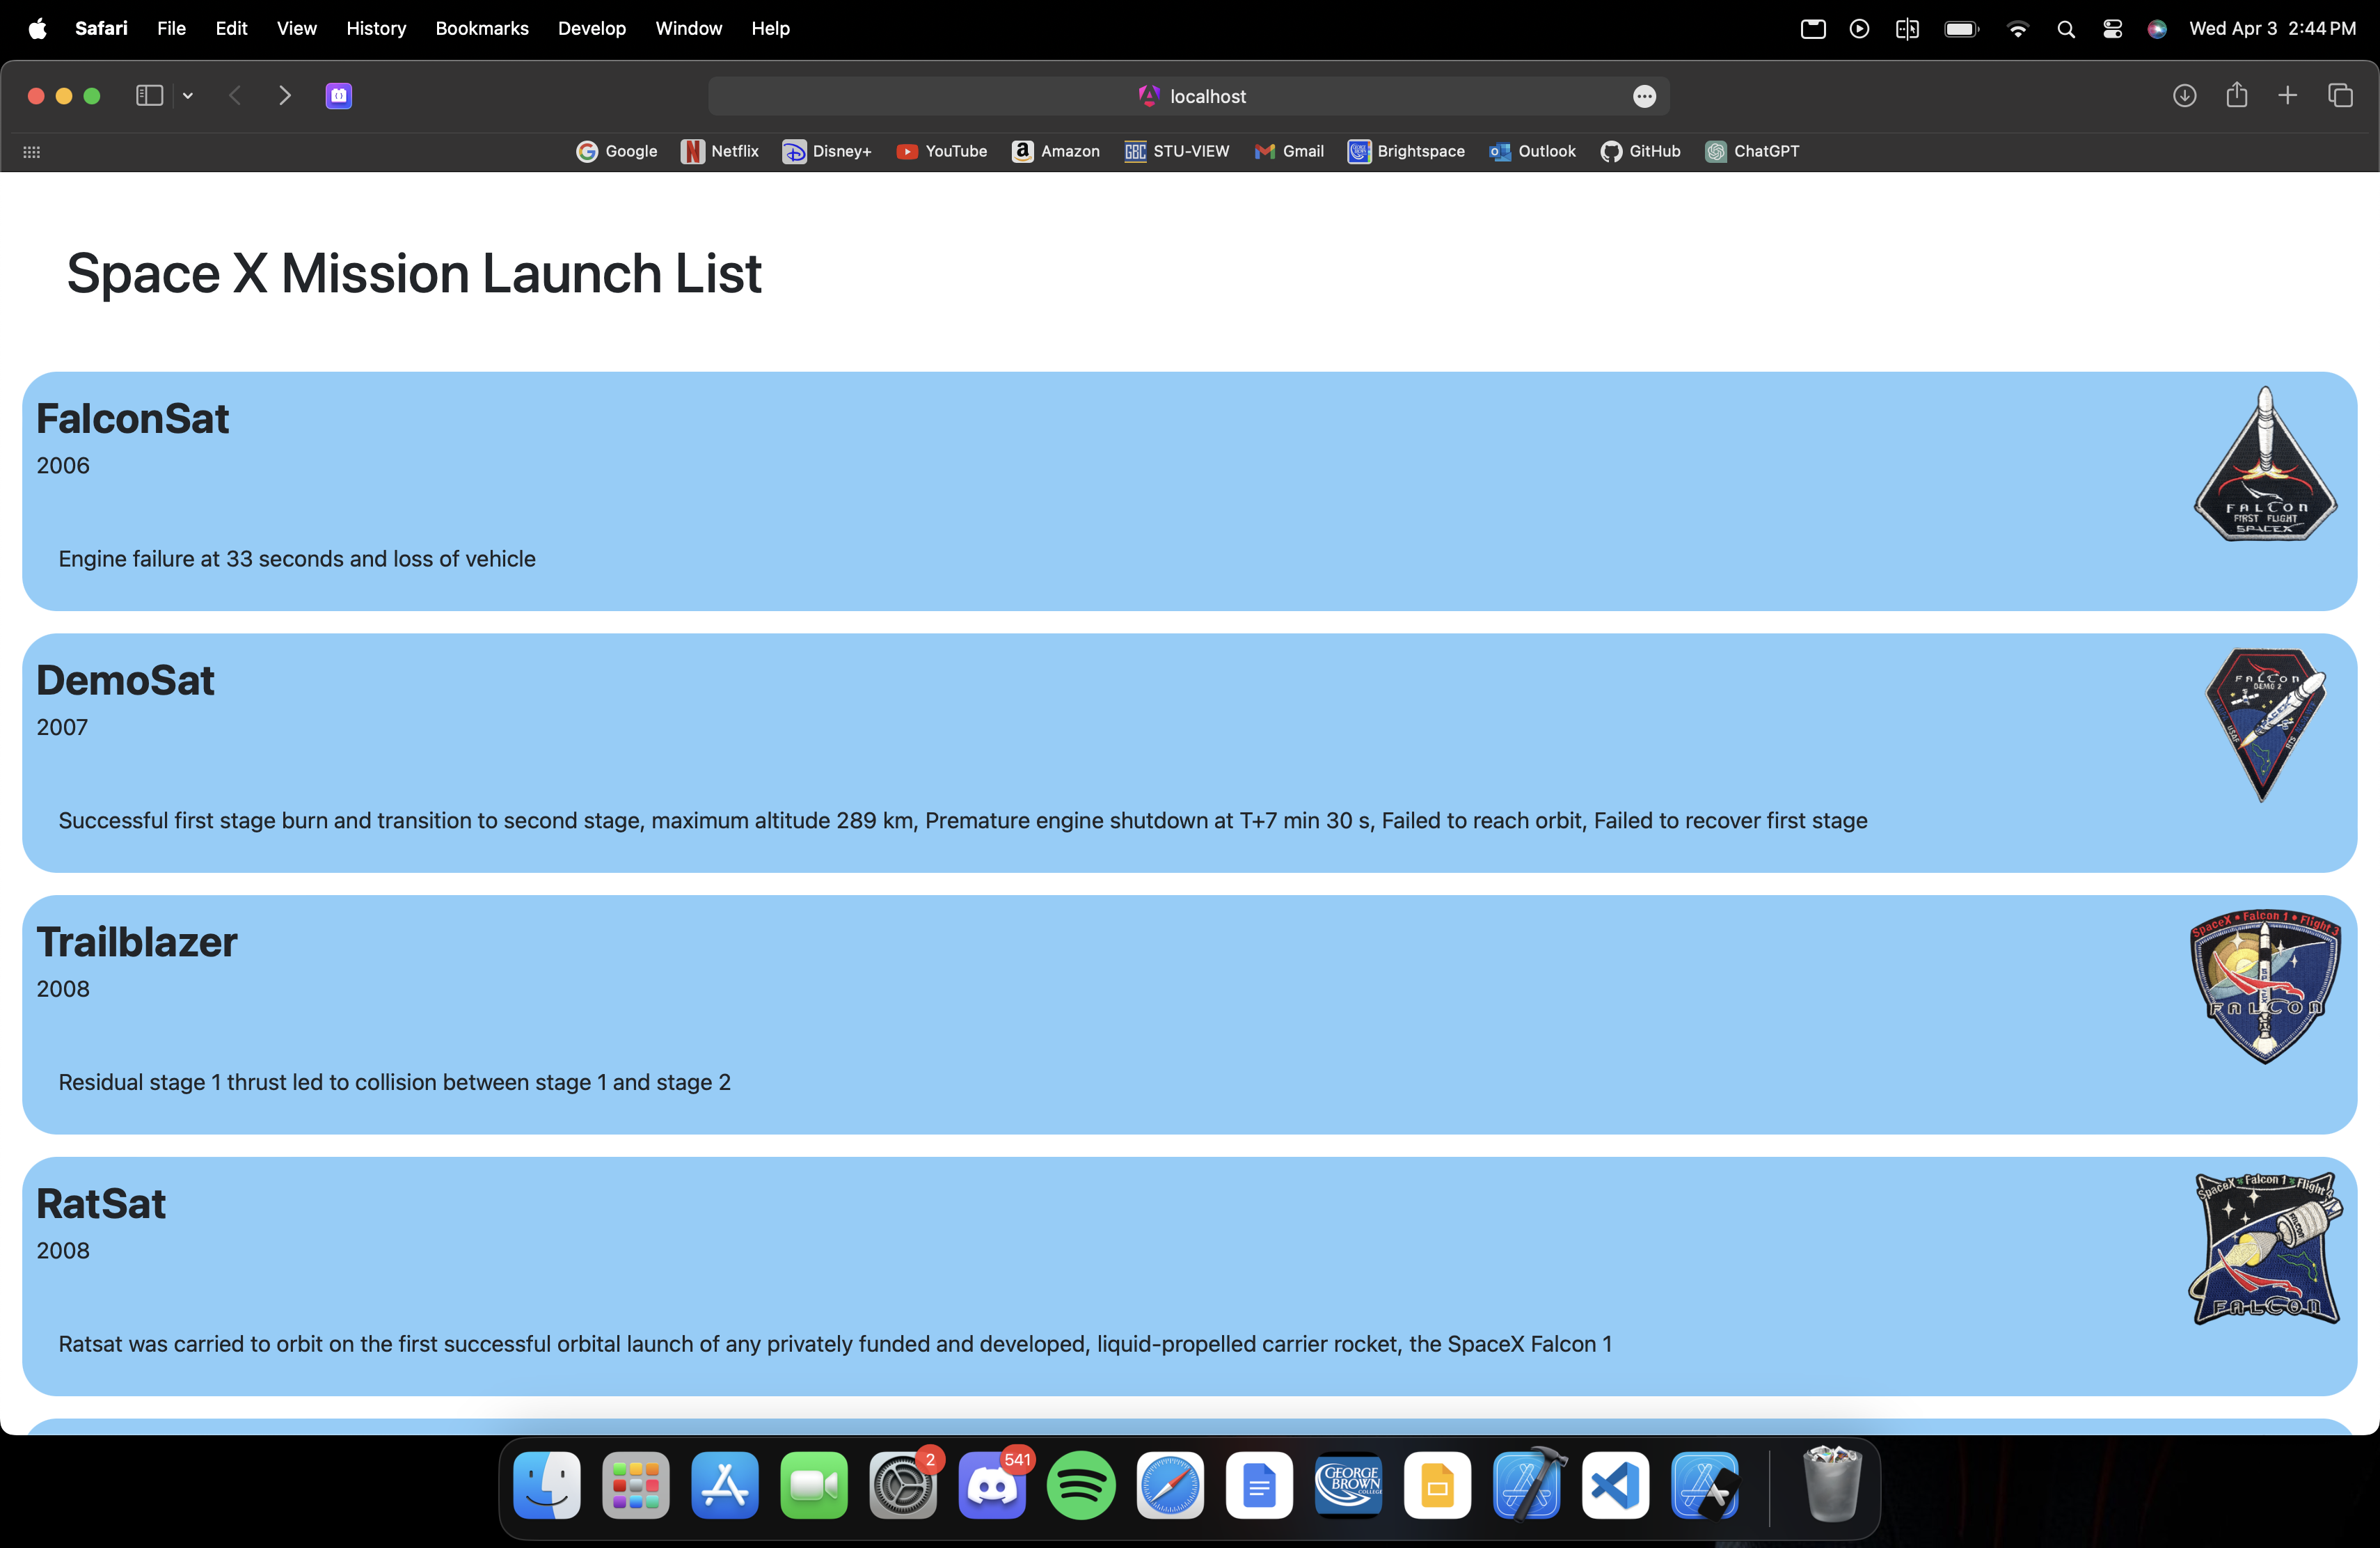 Safari File Edit View History Bookmarks Develop Window Help Wed Apr 3 2:44 PM
localhost
Google Netflix Disney+ YouTube Amazon STU-VIEW Gmail Brightspace Outlook GitHub ChatGPT
Space X Mission Launch List
FalconSat
2006
FALCON
FIRST FLIGHT
SPACEX
Engine failure at 33 seconds and loss of vehicle
DemoSat
2007
FALCON
DEMO 2
SPACEX
USAF
Successful first stage burn and transition to second stage, maximum altitude 289 km, Premature engine shutdown at T+7 min 30 s, Failed to reach orbit, Failed to recover first stage
Trailblazer
2008
SpaceX • Falcon 1 • Flight 3
FALCON
Residual stage 1 thrust led to collision between stage 1 and stage 2
RatSat
2008
SpaceX Falcon 1 Flight 4
FALCON
FALCON
Ratsat was carried to orbit on the first successful orbital launch of any privately funded and developed, liquid-propelled carrier rocket, the SpaceX Falcon 1
2 541
GEORGE
BROWN
COLLEGE